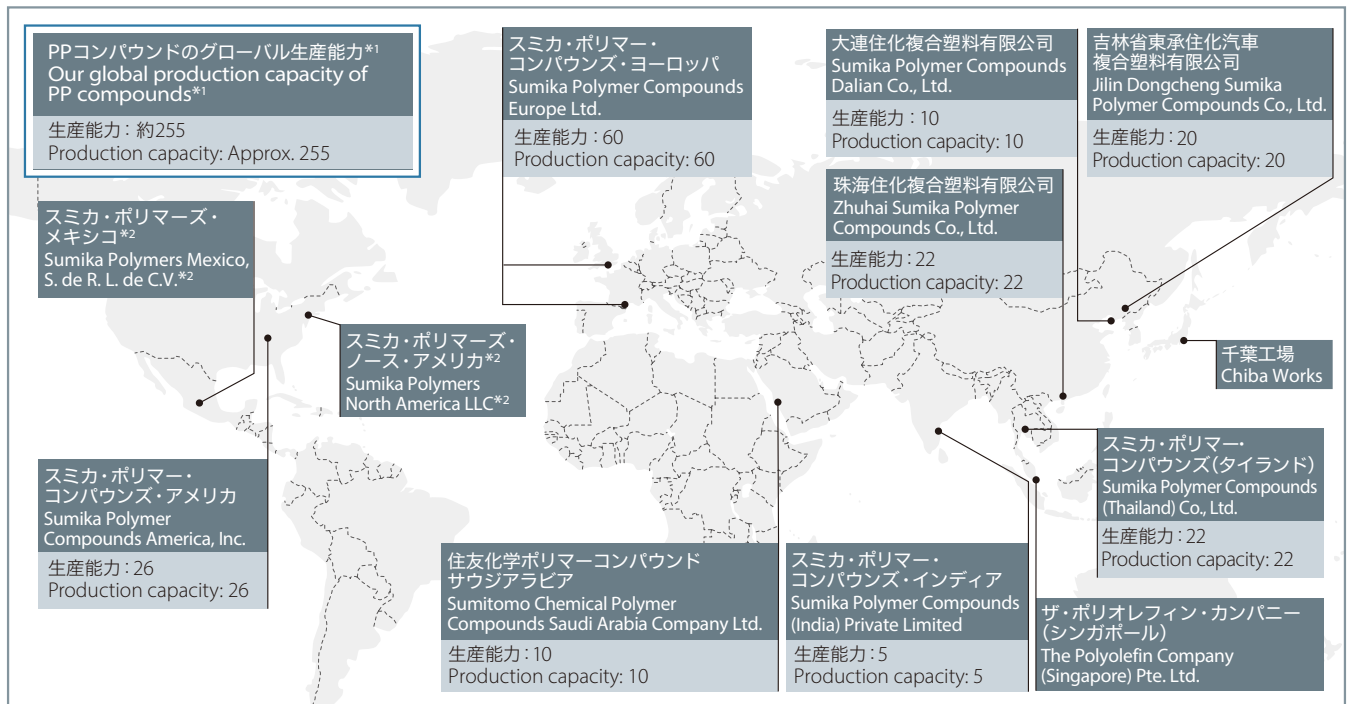 PPコンパウンドのグローバル生産能力*1
Our global production capacity of
PP compounds*1
生産能力：約255
Production capacity: Approx. 255
スミカ・ポリマー・
コンパウンズ・ヨーロッパ
Sumika Polymer Compounds
Europe Ltd.
生産能力：60
Production capacity: 60
大連住化複合塑料有限公司
Sumika Polymer Compounds
Dalian Co., Ltd.
生産能力：10
Production capacity: 10
吉林省東承住化汽車
複合塑料有限公司
Jilin Dongcheng Sumika
Polymer Compounds Co., Ltd.
生産能力：20
Production capacity: 20
珠海住化複合塑料有限公司
Zhuhai Sumika Polymer
Compounds Co., Ltd.
生産能力：22
Production capacity: 22
スミカ・ポリマーズ・
メキシコ*2
Sumika Polymers Mexico,
S. de R. L. de C.V.*2
スミカ・ポリマーズ・
ノース・アメリカ*2
Sumika Polymers
North America LLC*2
千葉工場
Chiba Works
スミカ・ポリマー・
コンパウンズ・アメリカ
Sumika Polymer
Compounds America, Inc.
生産能力：26
Production capacity: 26
住友化学ポリマーコンパウンド
サウジアラビア
Sumitomo Chemical Polymer
Compounds Saudi Arabia Company Ltd.
生産能力：10
Production capacity: 10
スミカ・ポリマー・
コンパウンズ・インディア
Sumika Polymer Compounds
(India) Private Limited
生産能力：5
Production capacity: 5
スミカ・ポリマー・
コンパウンズ（タイランド）
Sumika Polymer Compounds
(Thailand) Co., Ltd.
生産能力：22
Production capacity: 22
ザ・ポリオレフィン・カンパニー
（シンガポール）
The Polyolefin Company
(Singapore) Pte. Ltd.